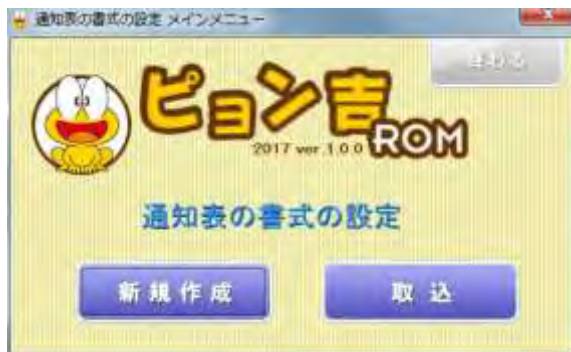 通知表の書式の設定 メインメニュー
終わる
ピョン吉
ROM
2017 ver 1.0.0
通知表の書式の設定
新規作成
取込